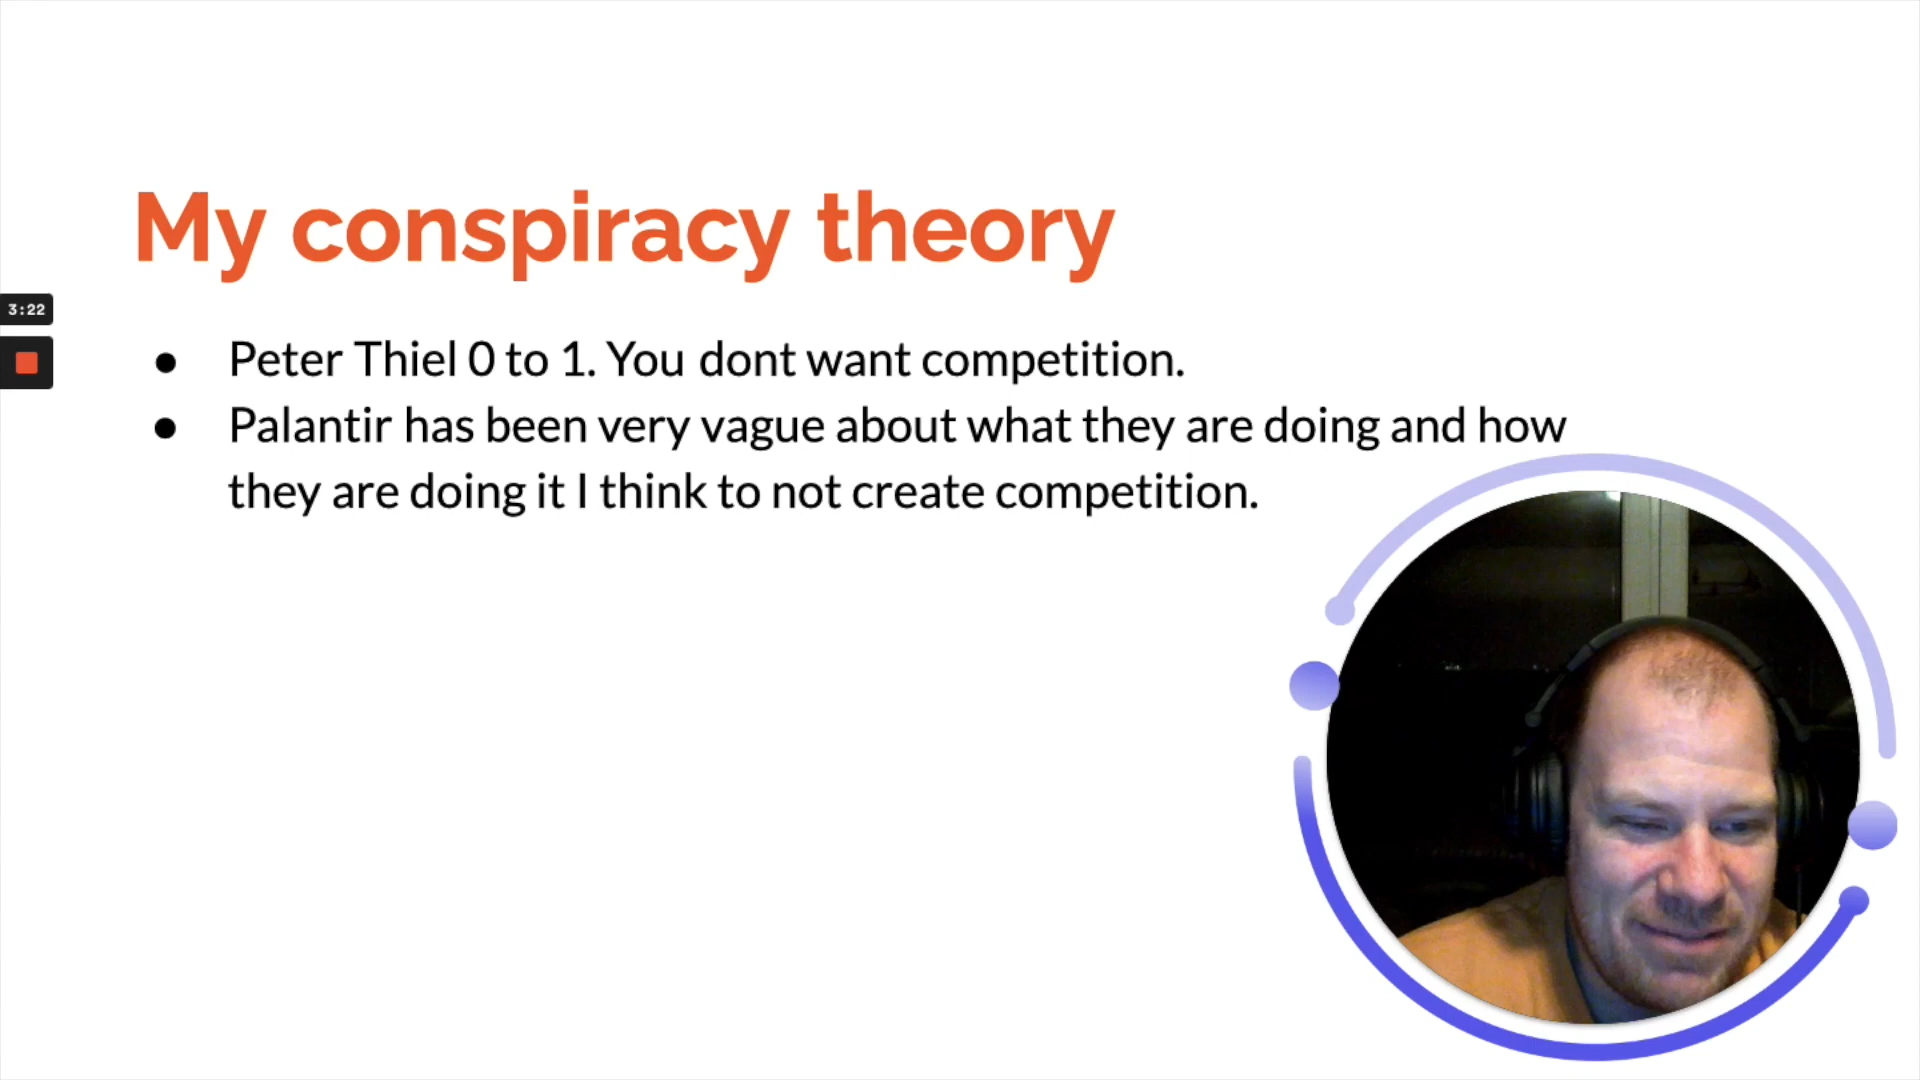 My conspiracy theory
3:22
● Peter Thiel 0 to 1. You dont want competition.
● Palantir has been very vague about what they are doing and how
they are doing it I think to not create competition.